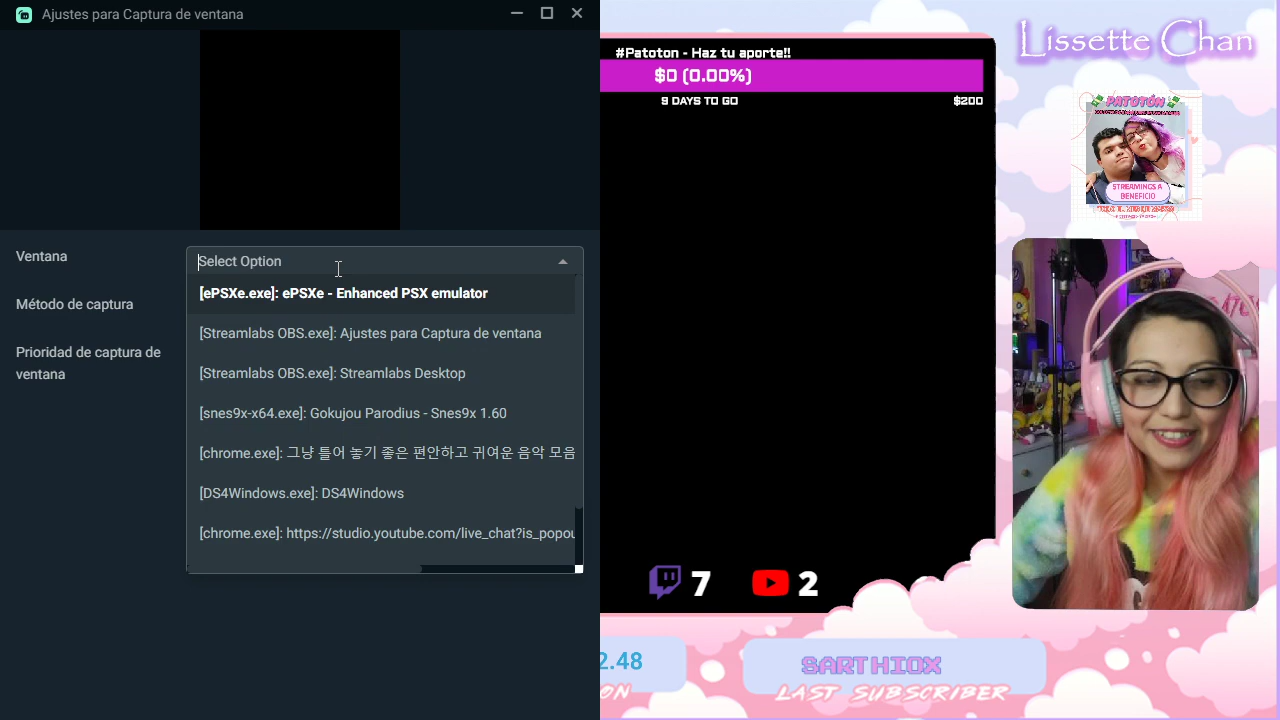 Ajustes para Captura de ventana
Ventana
Select Option
[ePSXe.exe]: ePSXe - Enhanced PSX emulator
[Streamlabs OBS.exe]: Ajustes para Captura de ventana
[Streamlabs OBS.exe]: Streamlabs Desktop
[snes9x-x64.exe]: Gokujou Parodius - Snes9x 1.60
[chrome.exe]: 그냥 틀어 놓기 좋은 편안하고 귀여운 음악 모음
[DS4Windows.exe]: DS4Windows
[chrome.exe]: https://studio.youtube.com/live_chat?is_popou
Método de captura
Prioridad de captura de
ventana
#Patoton - Haz tu aporte!!
$0 (0.00%)
9 DAYS TO GO
$200
7
2
2.48
ON
SARTHIOX
LAST SUBSCRIBER
Lissette Chan
PATOTÓN
STREAMINGS A
BENEFICIO